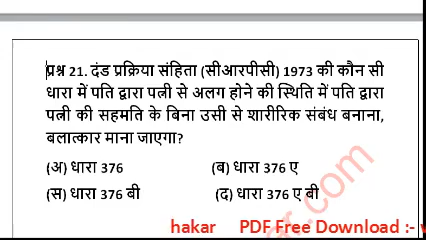 प्रश्न 21. दंड प्रक्रिया संहिता (सीआरपीसी) 1973 की कौन सी
धारा में पति द्वारा पत्नी से अलग होने की स्थिति में पति द्वारा
पत्नी की सहमति के बिना उसी से शारीरिक संबंध बनाना,
बलात्कार माना जाएगा?
(अ) धारा 376 (ब) धारा 376 ए
(स) धारा 376 बी (द) धारा 376 ए बी
hakar PDF Free Download :-